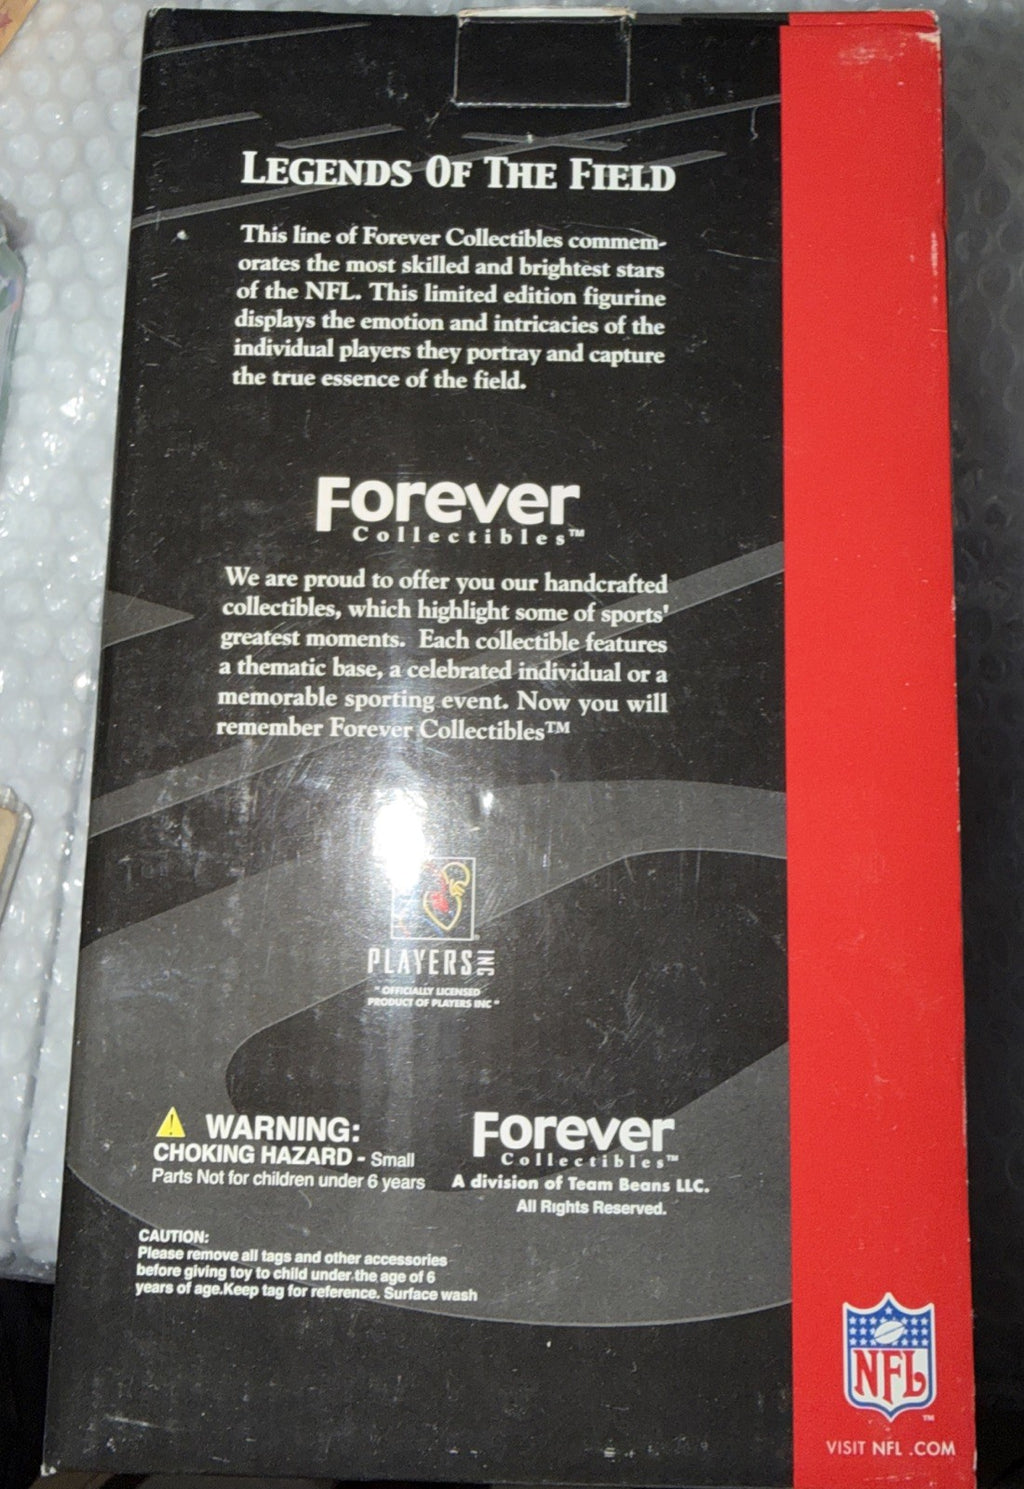 LEGENDS OF THE FIELD
This line of Forever Collectibles commem-
orates the most skilled and brightest stars
of the NFL. This limited edition figurine
displays the emotion and intricacies of the
individual players they portray and capture
the true essence of the field.
Forever
Collectibles™
We are proud to offer you our handcrafted
collectibles, which highlight some of sports'
greatest moments. Each collectible features
a thematic base, a celebrated individual or a
memorable sporting event. Now you will
remember Forever Collectibles™
PLAYERS INC
"OFFICIALLY LICENSED
PRODUCT OF PLAYERS INC"
WARNING:
CHOKING HAZARD - Small
Parts Not for children under 6 years
Forever
Collectibles™
A division of Team Beans LLC.
All Rights Reserved.
CAUTION:
Please remove all tags and other accessories
before giving toy to child under the age of 6
years of age.Keep tag for reference. Surface wash
NFL
™
VISIT NFL .COM